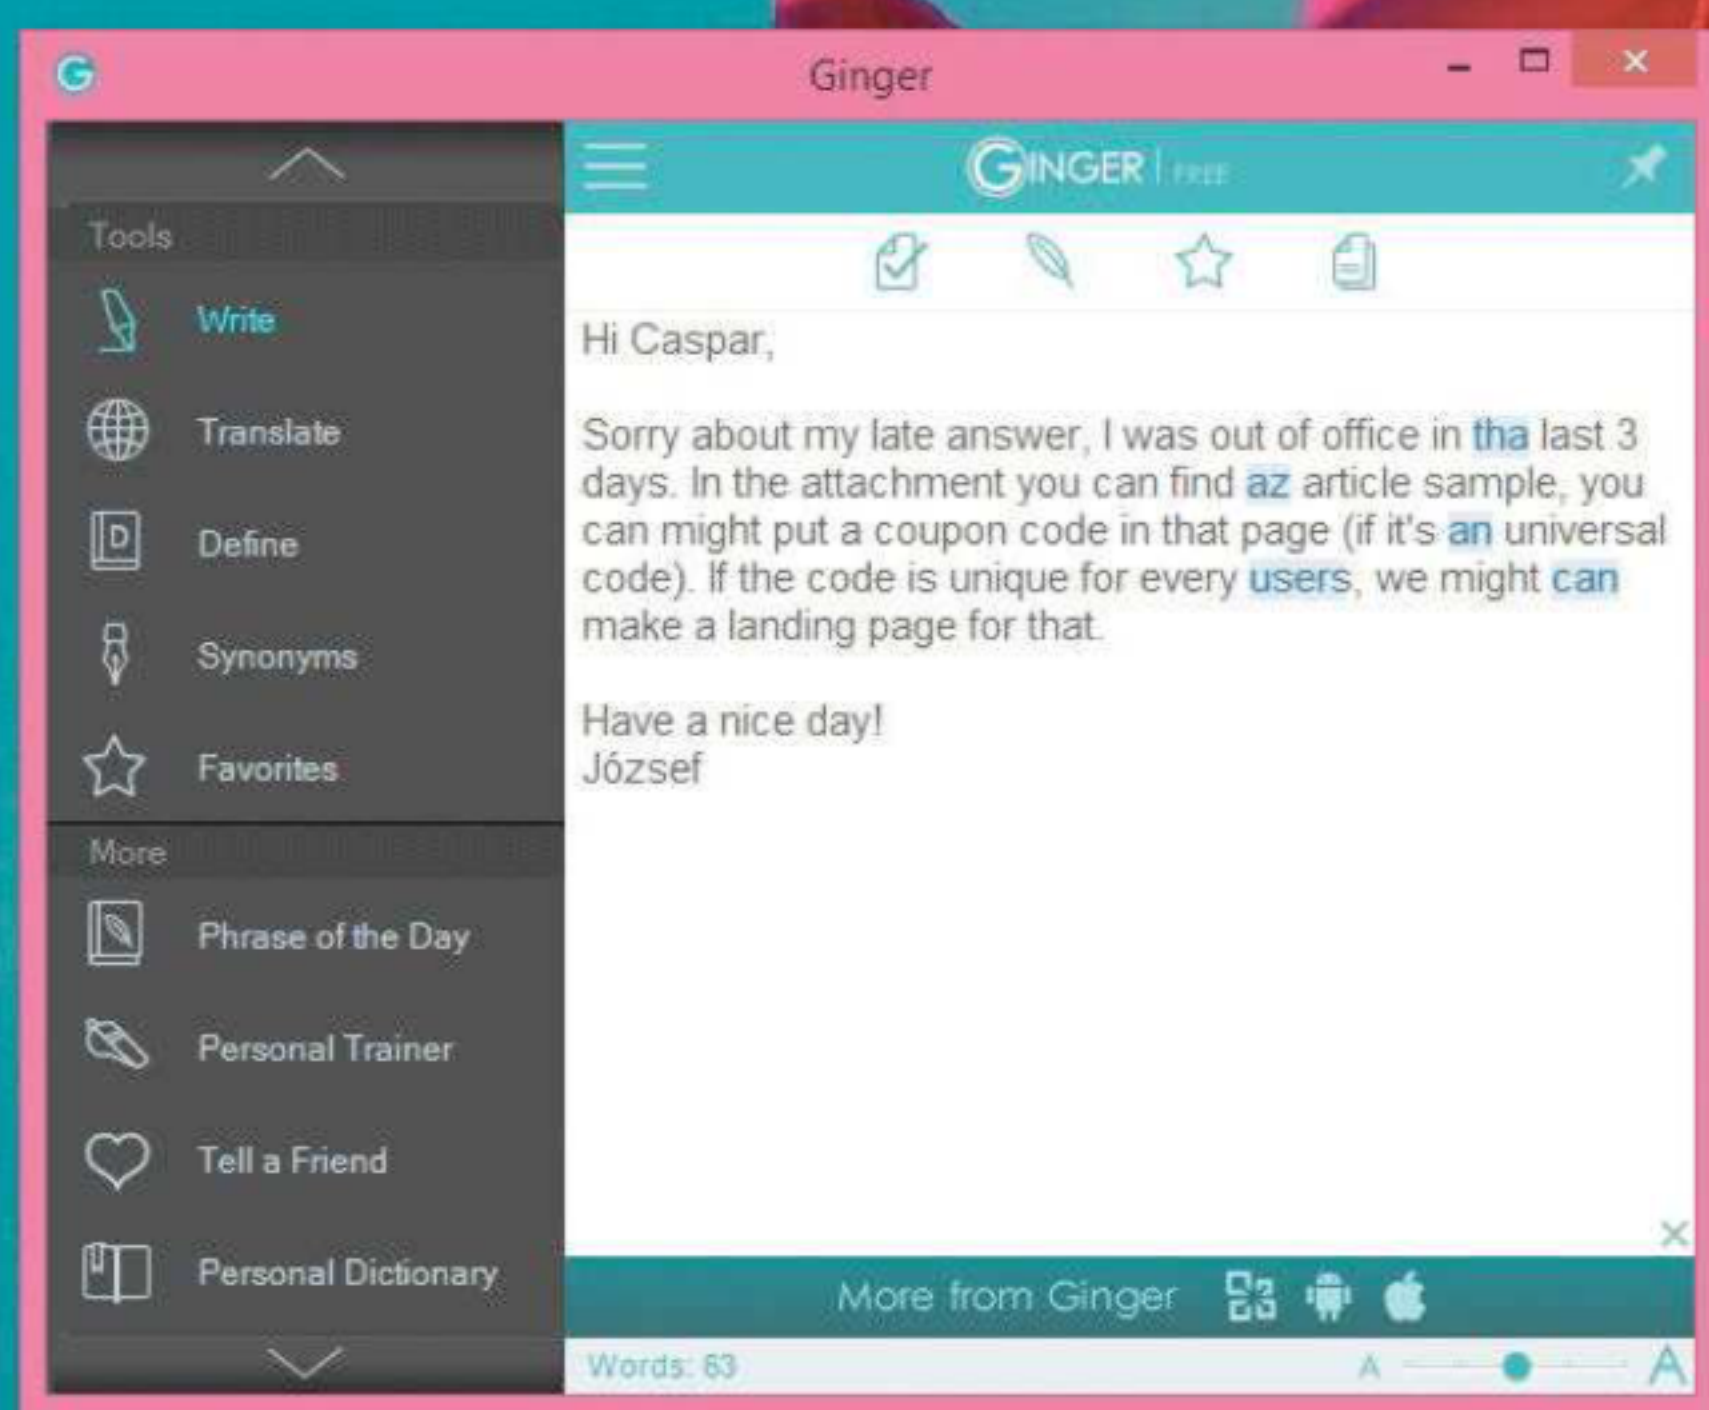 Ginger
Tools
Write
Translate
Define
Synonyms
Favorites
More
Phrase of the Day
Personal Trainer
Tell a Friend
Personal Dictionary
GINGER | FREE
Hi Caspar,
Sorry about my late answer, I was out of office in tha last 3
days. In the attachment you can find az article sample, you
can might put a coupon code in that page (if it's an universal
code). If the code is unique for every users, we might can
make a landing page for that.
Have a nice day!
József
More from Ginger
Words: 63
A A